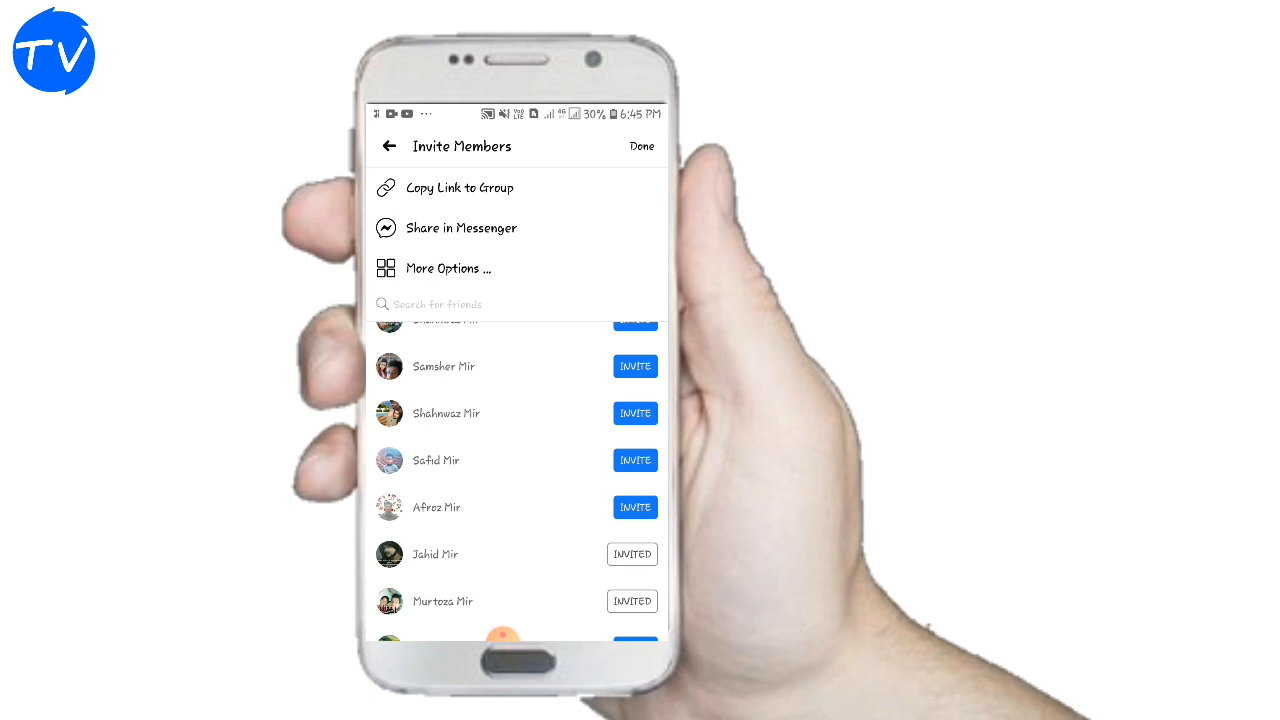 TV
4G 30% 6:45 PM
Invite Members Done
Copy Link to Group
Share in Messenger
More Options ...
Search for friends
Samsher Mir INVITE
Shahnwaz Mir INVITE
Safid Mir INVITE
Afroz Mir INVITE
Jahid Mir INVITED
Murtoza Mir INVITED